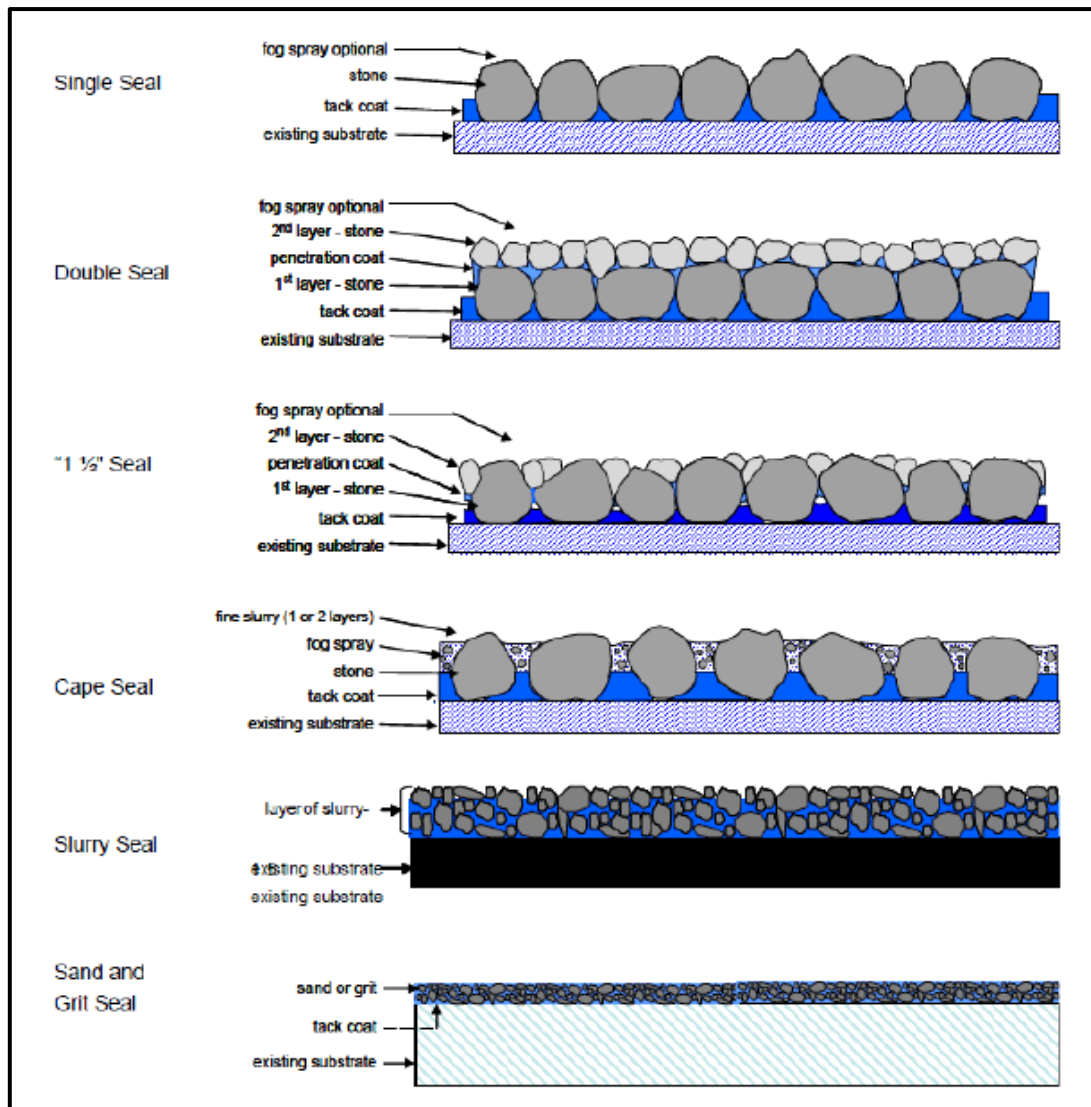 Single Seal
fog spray optional
stone
tack coat
existing substrate
Double Seal
fog spray optional
2nd layer - stone
penetration coat
1st layer - stone
tack coat
existing substrate
"1 ½" Seal
fog spray optional
2nd layer - stone
penetration coat
1st layer - stone
tack coat
existing substrate
Cape Seal
fine slurry (1 or 2 layers)
fog spray
stone
tack coat
existing substrate
Slurry Seal
layer of slurry-
existing substrate
existing substrate
Sand and
Grit Seal
sand or grit
tack coat
existing substrate